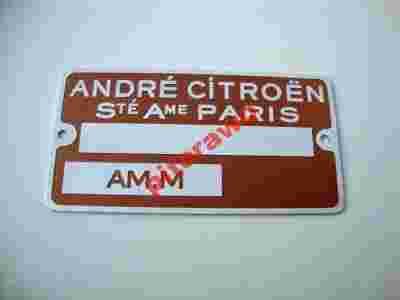 ANDRÉ CİTROËN
STÉ AME PARIS
AM-M